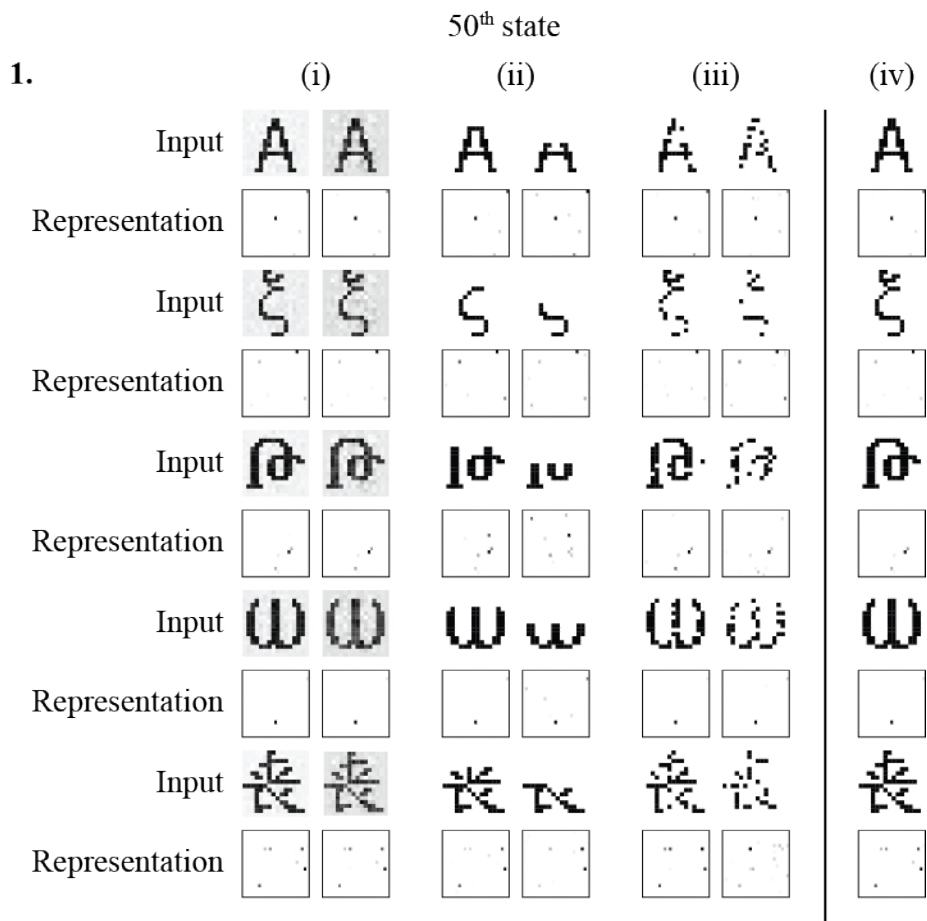 50th state
1. (i) (ii) (iii) (iv)
Input A A A A A A A
Representation
Input ξ ξ ξ
Representation
Input
Representation
Input
Representation
Input
Representation